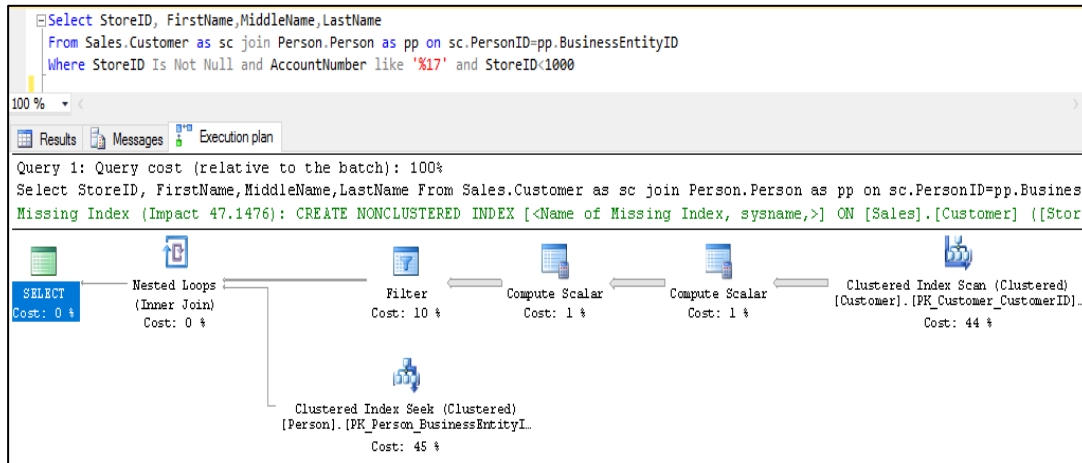 Select StoreID, FirstName,MiddleName,LastName
From Sales.Customer as sc join Person.Person as pp on sc.PersonID=pp.BusinessEntityID
Where StoreID Is Not Null and AccountNumber like '%17' and StoreID<1000
100 %
Results Messages Execution plan
Query 1: Query cost (relative to the batch): 100%
Select StoreID, FirstName,MiddleName,LastName From Sales.Customer as sc join Person.Person as pp on sc.PersonID=pp.Busines
Missing Index (Impact 47.1476): CREATE NONCLUSTERED INDEX [<Name of Missing Index, sysname,>] ON [Sales].[Customer] ([Stor
SELECT
Cost: 0 %
Nested Loops
(Inner Join)
Cost: 0 %
Filter
Cost: 10 %
Compute Scalar
Cost: 1 %
Compute Scalar
Cost: 1 %
Clustered Index Scan (Clustered)
[Customer].[PK_Customer_CustomerID]…
Cost: 44 %
Clustered Index Seek (Clustered)
[Person].[PK_Person_BusinessEntityI…
Cost: 45 %